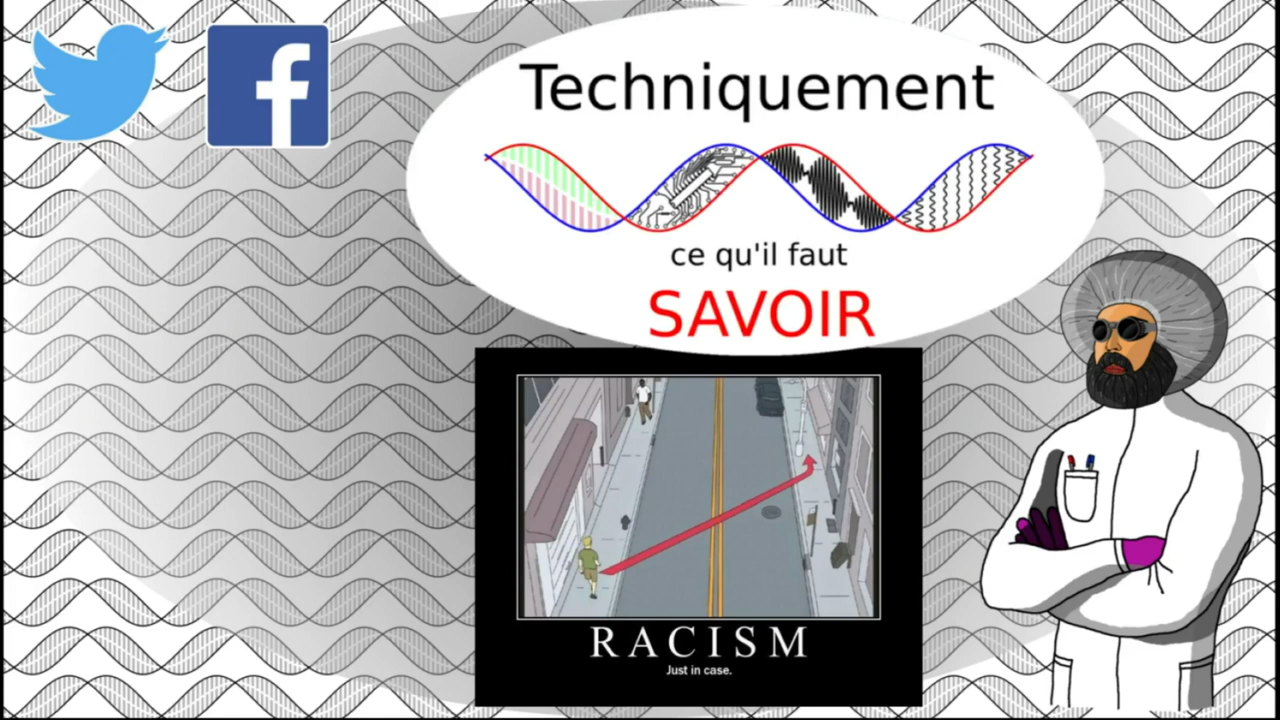 Techniquement
ce qu'il faut
SAVOIR
RACISM
Just in case.